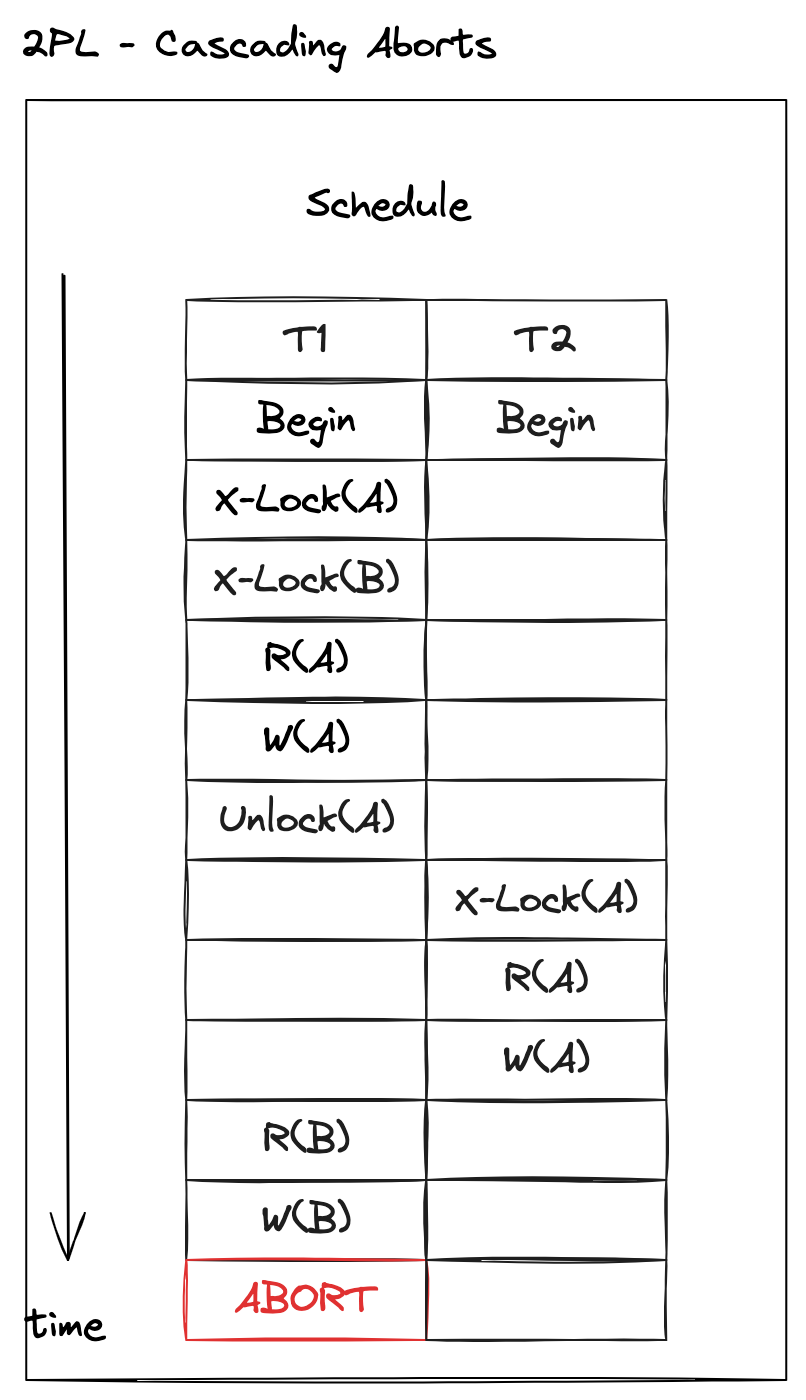 2PL - Cascading Aborts
Schedule
T1 T2
Begin Begin
X-Lock(A)
X-Lock(B)
R(A)
W(A)
Unlock(A)
X-Lock(A)
R(A)
W(A)
R(B)
W(B)
ABORT
time